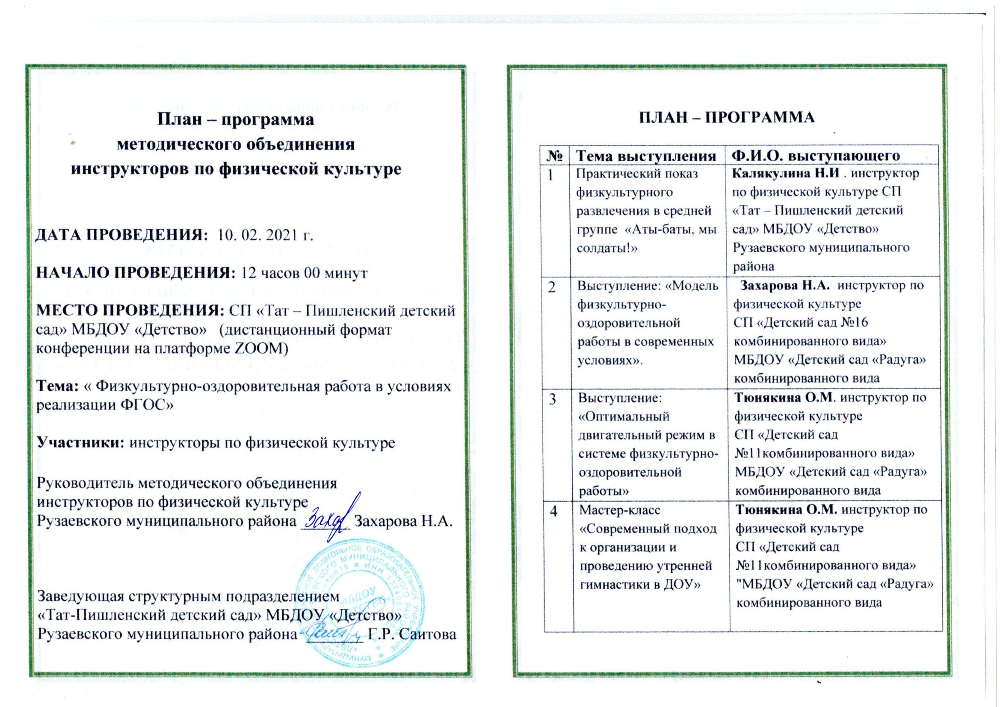 План – программа
методического объединения
инструкторов по физической культуре
ДАТА ПРОВЕДЕНИЯ: 10. 02. 2021 г.
НАЧАЛО ПРОВЕДЕНИЯ: 12 часов 00 минут
МЕСТО ПРОВЕДЕНИЯ: СП «Тат – Пишленский детский
сад» МБДОУ «Детство» (дистанционный формат
конференции на платформе ZOOM)
Тема: « Физкультурно-оздоровительная работа в условиях
реализации ФГОС»
Участники: инструкторы по физической культуре
Руководитель методического объединения
инструкторов по физической культуре
Рузаевского муниципального района Захарова Н.А.
Заведующая структурным подразделением
«Тат-Пишленский детский сад» МБДОУ «Детство»
Рузаевского муниципального района Г.Р. Саитова
МБДОУ
ПЛАН – ПРОГРАММА
№ Тема выступления Ф.И.О. выступающего
1 Практический показ Калякулина Н.И . инструктор
физкультурного по физической культуре СП
развлечения в средней «Тат – Пишленский детский
группе «Аты-баты, мы сад» МБДОУ «Детство»
солдаты!» Рузаевского муниципального
района
2 Выступление: «Модель Захарова Н.А. инструктор по
физкультурно- физической культуре
оздоровительной СП «Детский сад №16
работы в современных комбинированного вида»
условиях». МБДОУ «Детский сад «Радуга»
комбинированного вида
3 Выступление: Тюнякина О.М. инструктор по
«Оптимальный физической культуре
двигательный режим в СП «Детский сад
системе физкультурно- №11комбинированного вида»
оздоровительной МБДОУ «Детский сад «Радуга»
работы» комбинированного вида
4 Мастер-класс Тюнякина О.М. инструктор по
«Современный подход физической культуре
к организации и СП «Детский сад
проведению утренней №11комбинированного вида»
гимнастики в ДОУ» "МБДОУ «Детский сад «Радуга»
комбинированного вида